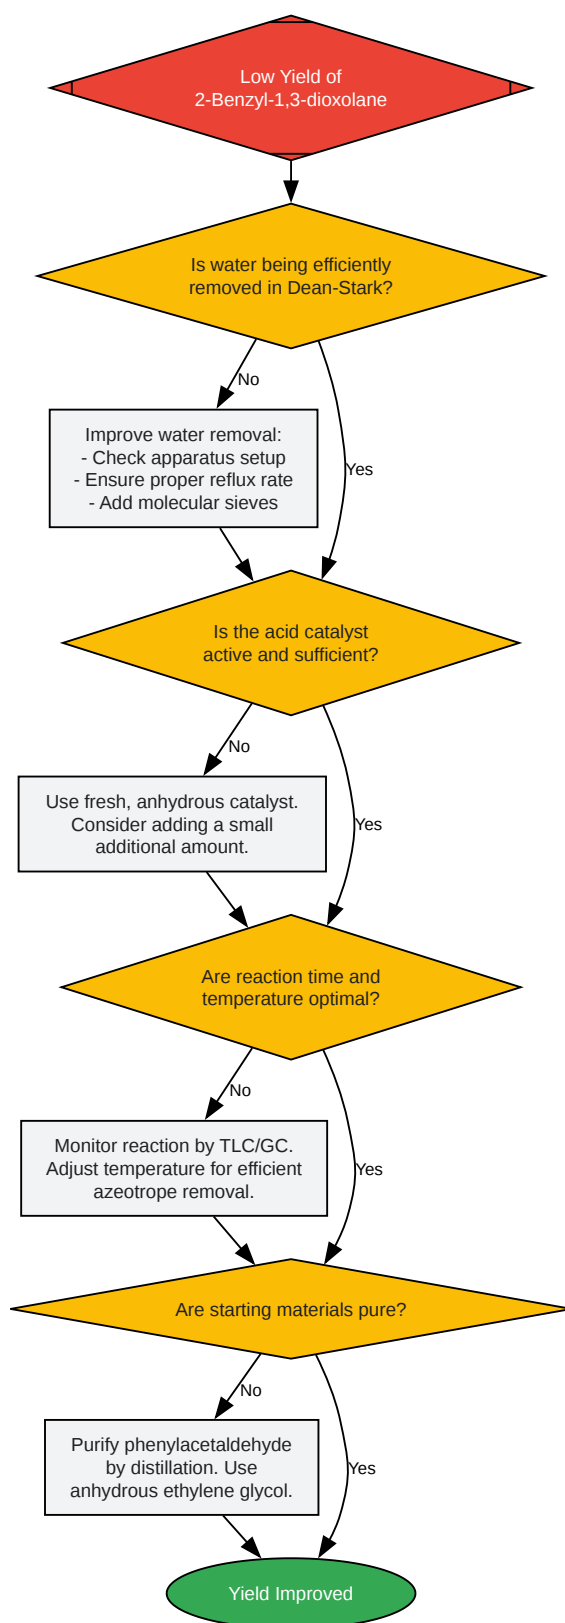 Low Yield of
2-Benzyl-1,3-dioxolane
Is water being efficiently
removed in Dean-Stark?
No
Yes
Improve water removal:
- Check apparatus setup
- Ensure proper reflux rate
- Add molecular sieves
Is the acid catalyst
active and sufficient?
No
Yes
Use fresh, anhydrous catalyst.
Consider adding a small
additional amount.
Are reaction time and
temperature optimal?
No
Yes
Monitor reaction by TLC/GC.
Adjust temperature for efficient
azeotrope removal.
Are starting materials pure?
No
Yes
Purify phenylacetaldehyde
by distillation. Use
anhydrous ethylene glycol.
Yield Improved